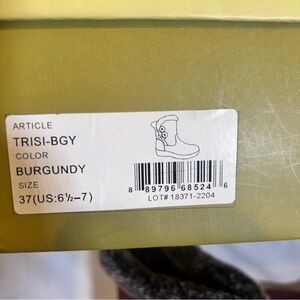 ARTICLE
TRISI-BGY
COLOR
BURGUNDY
SIZE
37(US:6½-7)
8 89796 68524 6
LOT# 18371-2204